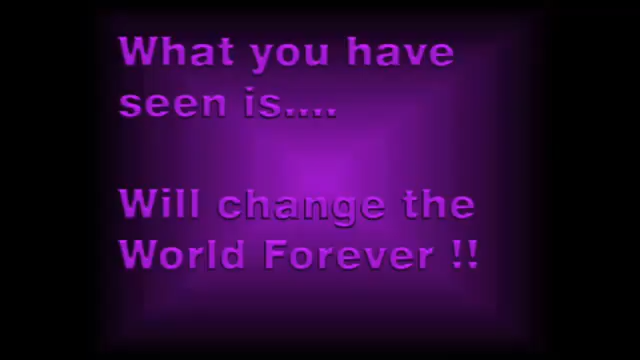 What you have
seen is....
Will change the
World Forever !!